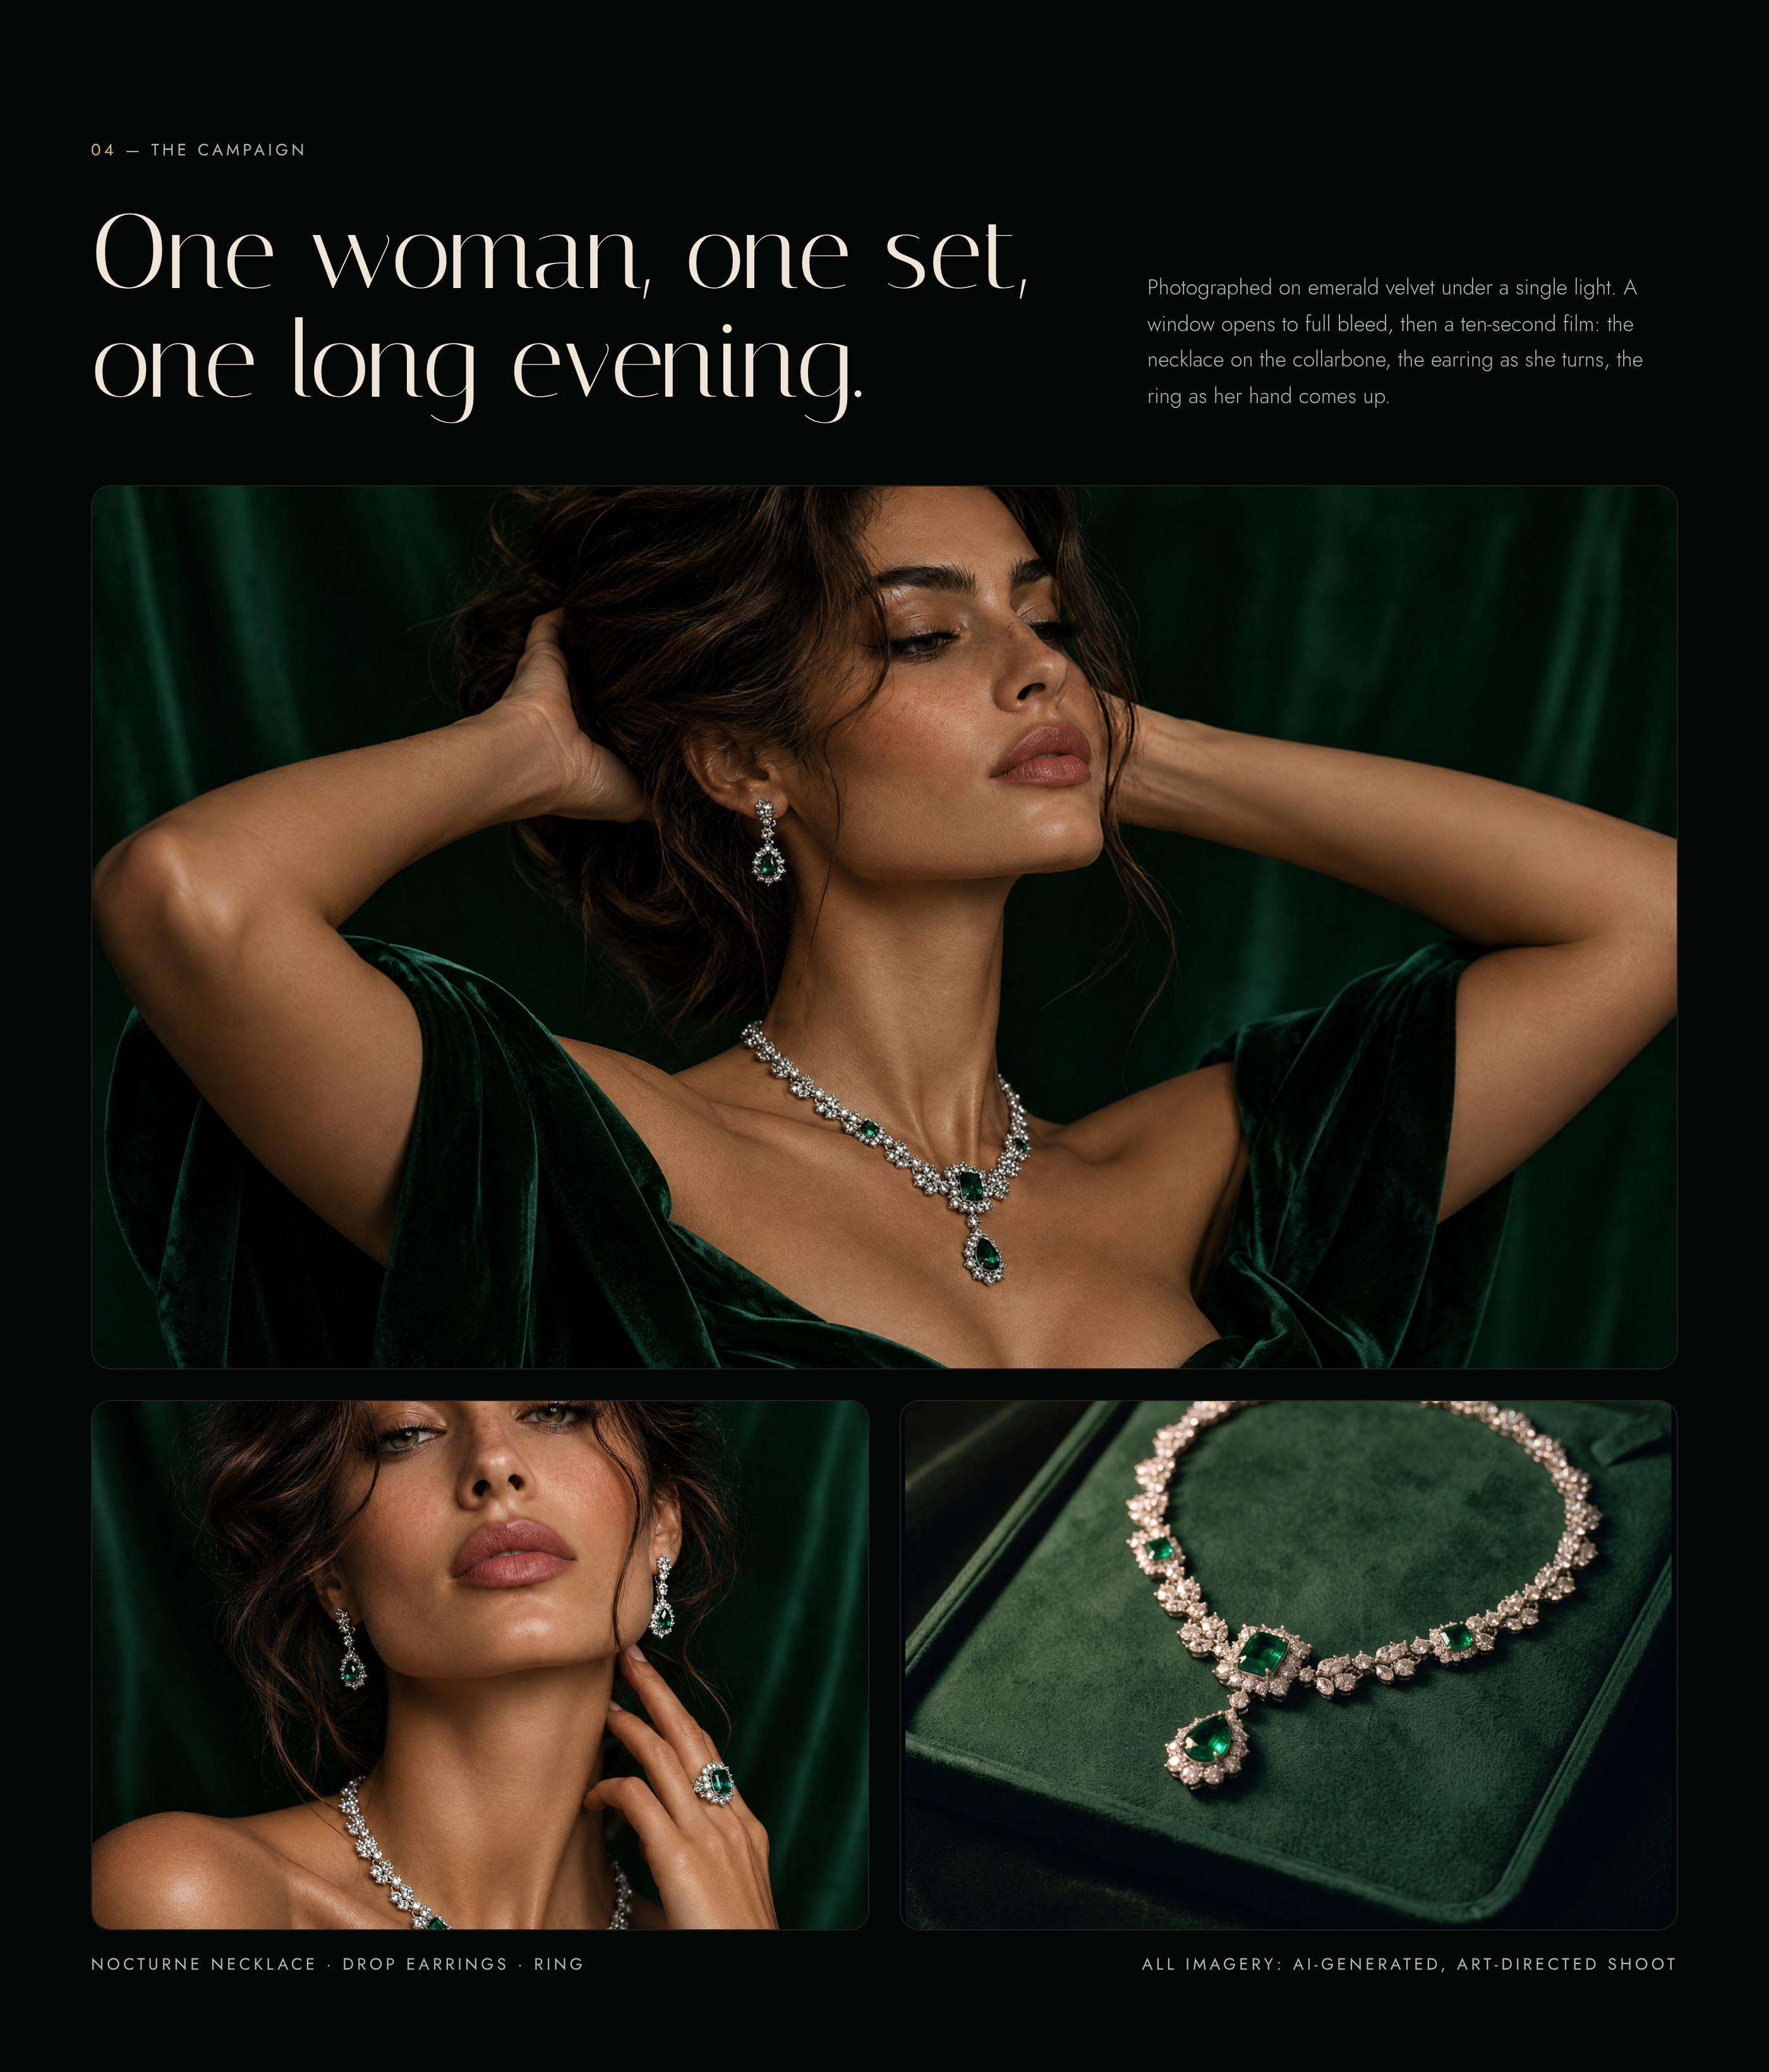 04 — THE CAMPAIGN
One woman, one set,
one long evening.
Photographed on emerald velvet under a single light. A
window opens to full bleed, then a ten-second film: the
necklace on the collarbone, the earring as she turns, the
ring as her hand comes up.
NOCTURNE NECKLACE · DROP EARRINGS · RING
ALL IMAGERY: AI-GENERATED, ART-DIRECTED SHOOT